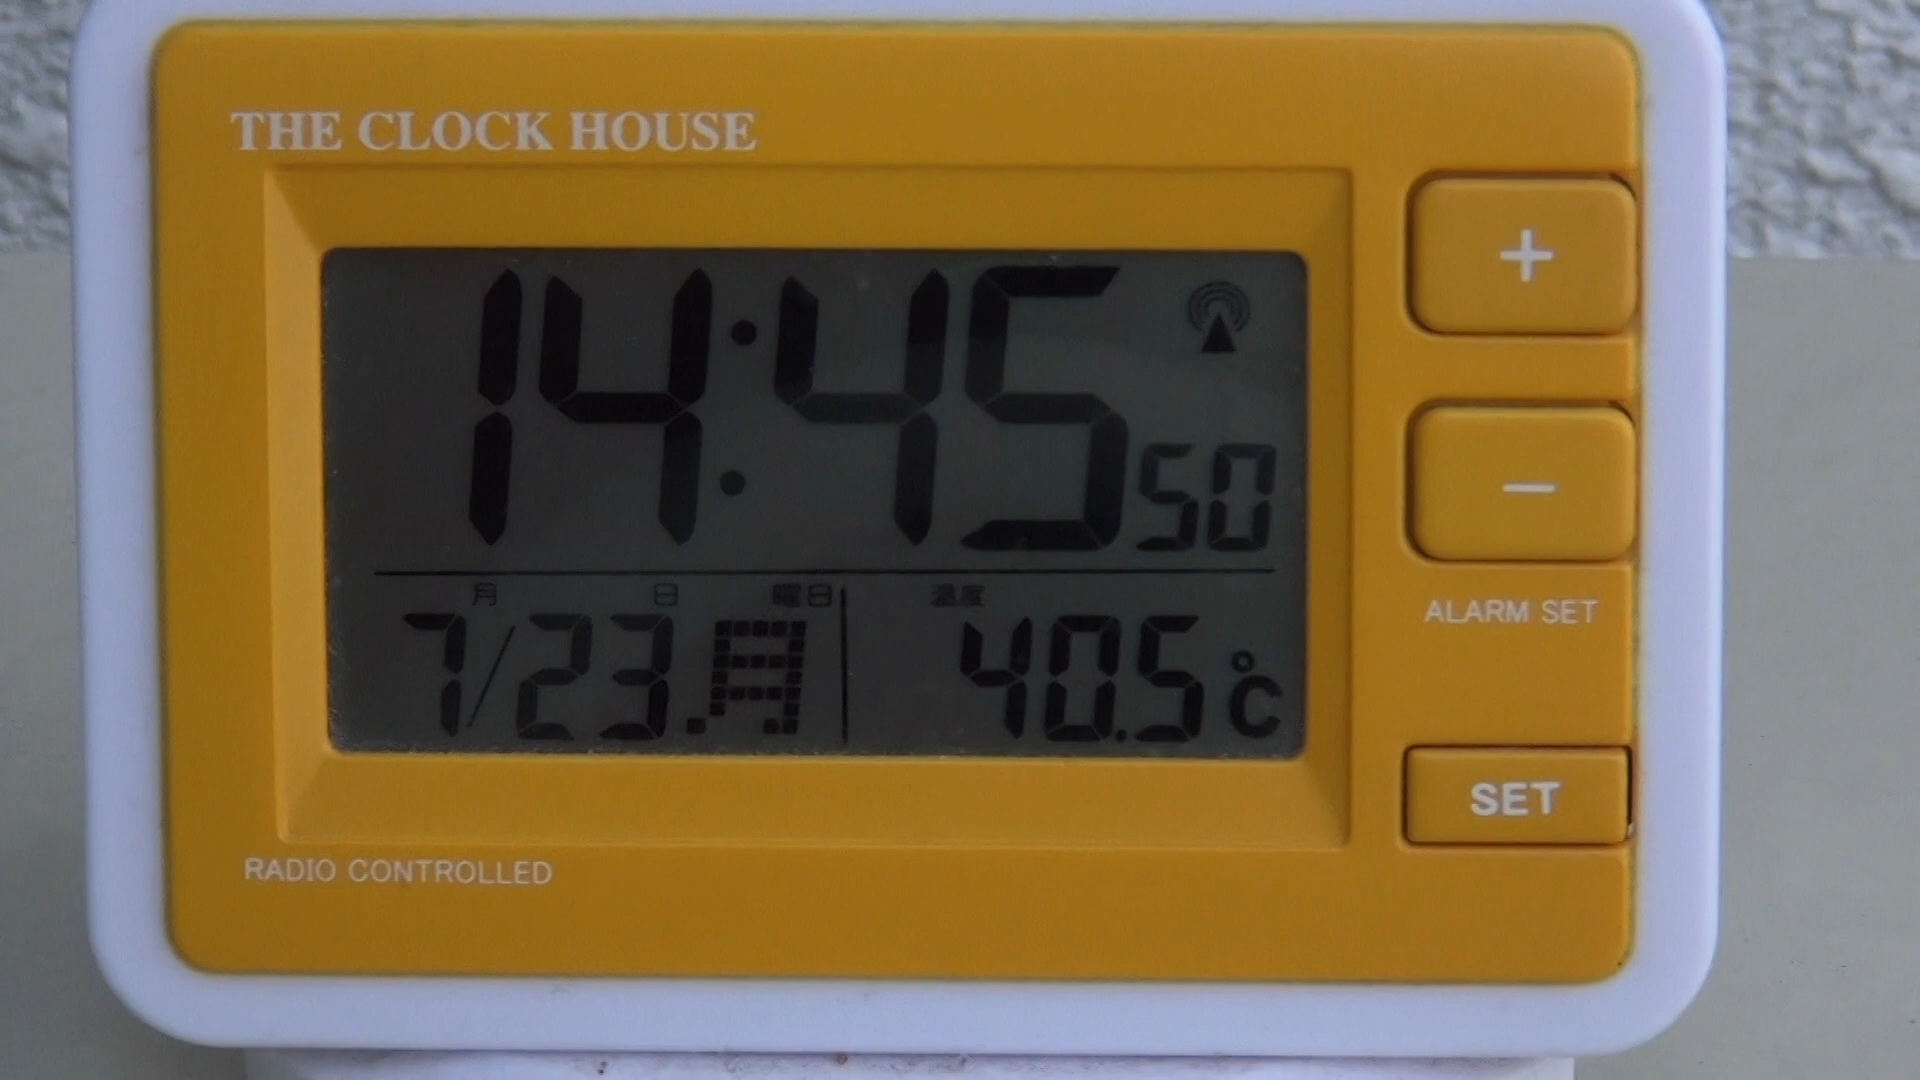 THE CLOCK HOUSE
14:45 50
月 日 曜日 温度
7/23.月 40.5℃
+
−
ALARM SET
SET
RADIO CONTROLLED